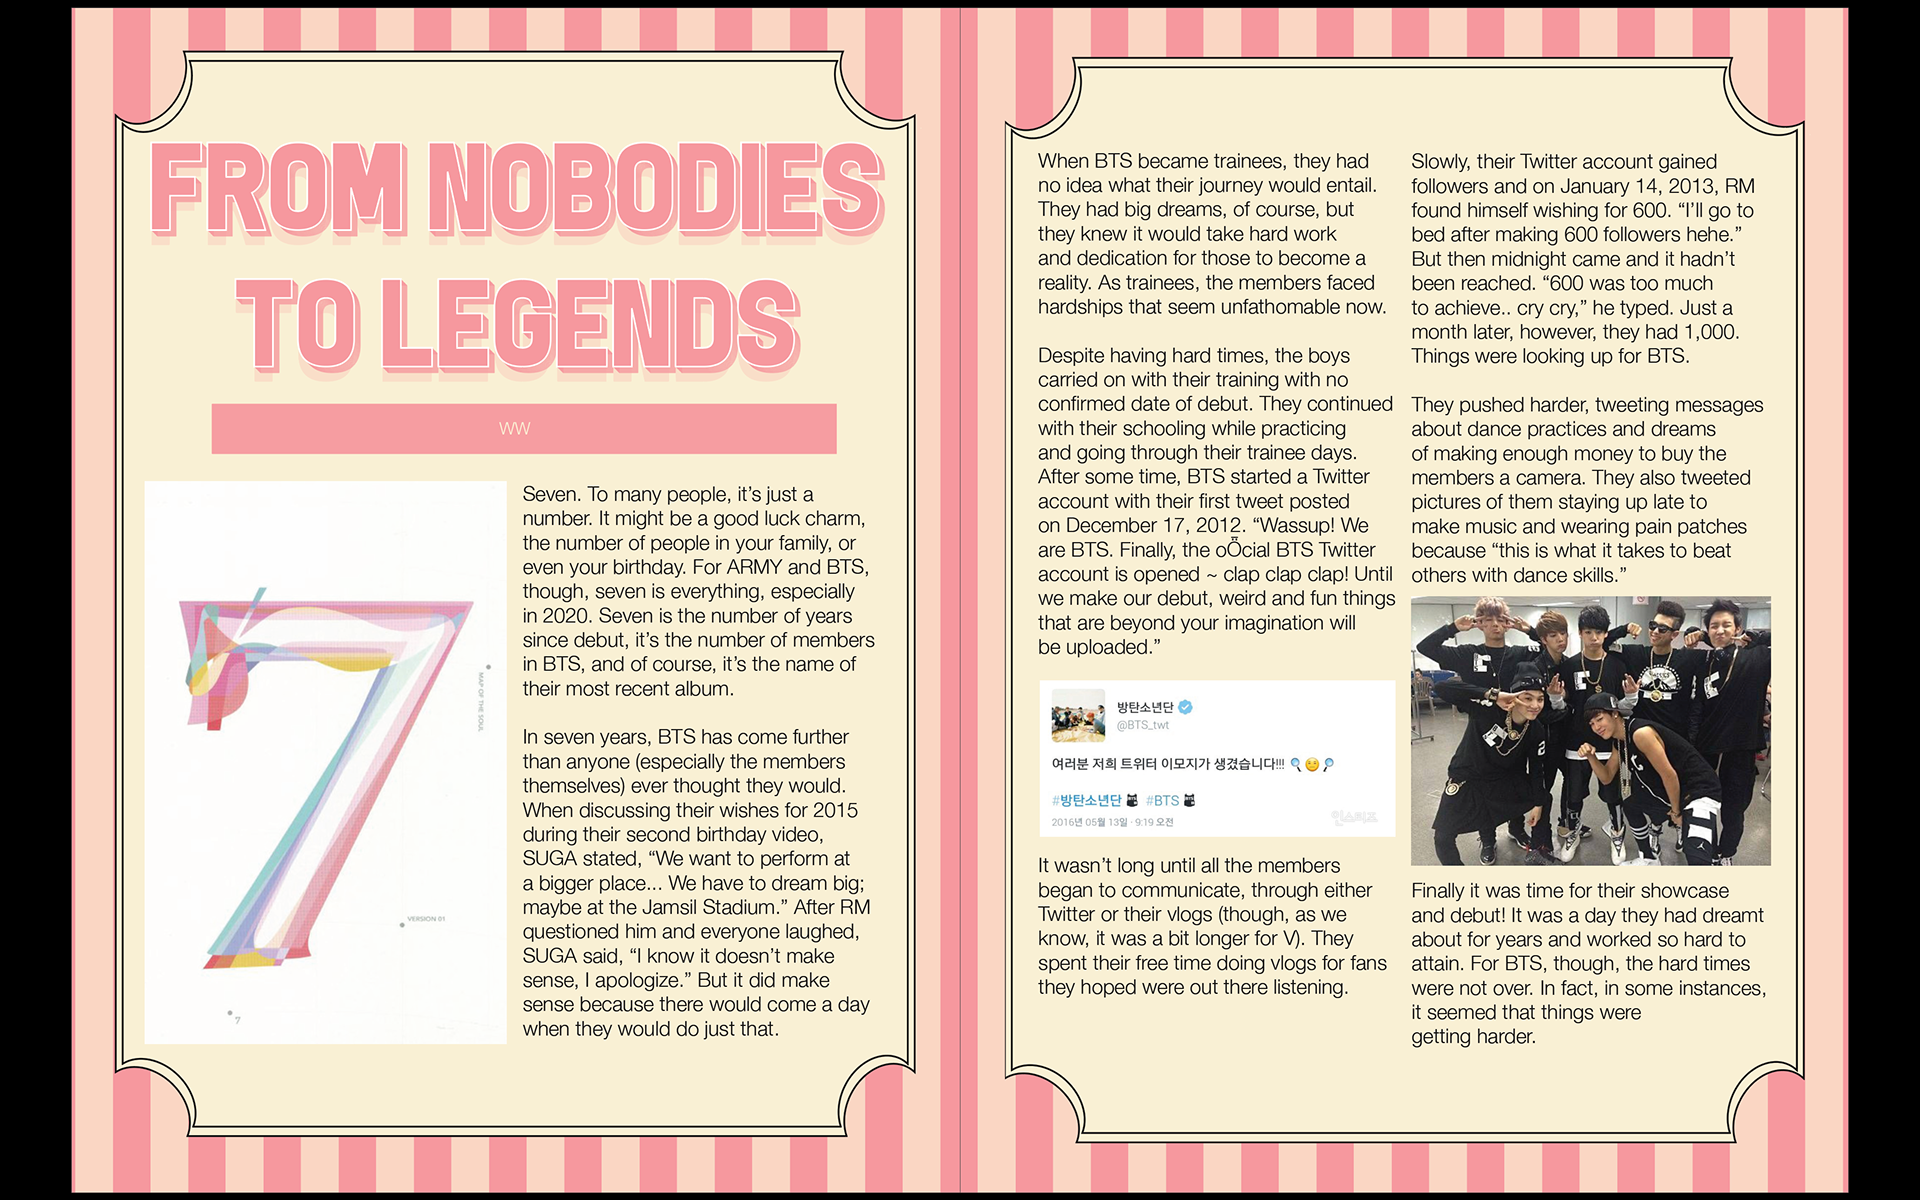 FROM NOBODIES
TO LEGENDS
WW
MAP OF THE SOUL
VERSION 01
7
Seven. To many people, it's just a
number. It might be a good luck charm,
the number of people in your family, or
even your birthday. For ARMY and BTS,
though, seven is everything, especially
in 2020. Seven is the number of years
since debut, it's the number of members
in BTS, and of course, it's the name of
their most recent album.
In seven years, BTS has come further
than anyone (especially the members
themselves) ever thought they would.
When discussing their wishes for 2015
during their second birthday video,
SUGA stated, “We want to perform at
a bigger place... We have to dream big;
maybe at the Jamsil Stadium.” After RM
questioned him and everyone laughed,
SUGA said, “I know it doesn't make
sense, I apologize.” But it did make
sense because there would come a day
when they would do just that.
When BTS became trainees, they had
no idea what their journey would entail.
They had big dreams, of course, but
they knew it would take hard work
and dedication for those to become a
reality. As trainees, the members faced
hardships that seem unfathomable now.
Despite having hard times, the boys
carried on with their training with no
confirmed date of debut. They continued
with their schooling while practicing
and going through their trainee days.
After some time, BTS started a Twitter
account with their first tweet posted
on December 17, 2012. “Wassup! We
are BTS. Finally, the oȬcial BTS Twitter
account is opened ~ clap clap clap! Until
we make our debut, weird and fun things
that are beyond your imagination will
be uploaded.”
방탄소년단
@BTS_twt
여러분 저희 트위터 이모지가 생겼습니다!!! 🔍😏🔎
#방탄소년단 #BTS
2016년 05월 13일 · 9:19 오전
인스티즈
It wasn't long until all the members
began to communicate, through either
Twitter or their vlogs (though, as we
know, it was a bit longer for V). They
spent their free time doing vlogs for fans
they hoped were out there listening.
Slowly, their Twitter account gained
followers and on January 14, 2013, RM
found himself wishing for 600. “I'll go to
bed after making 600 followers hehe.”
But then midnight came and it hadn't
been reached. “600 was too much
to achieve.. cry cry,” he typed. Just a
month later, however, they had 1,000.
Things were looking up for BTS.
They pushed harder, tweeting messages
about dance practices and dreams
of making enough money to buy the
members a camera. They also tweeted
pictures of them staying up late to
make music and wearing pain patches
because “this is what it takes to beat
others with dance skills.”
Finally it was time for their showcase
and debut! It was a day they had dreamt
about for years and worked so hard to
attain. For BTS, though, the hard times
were not over. In fact, in some instances,
it seemed that things were
getting harder.